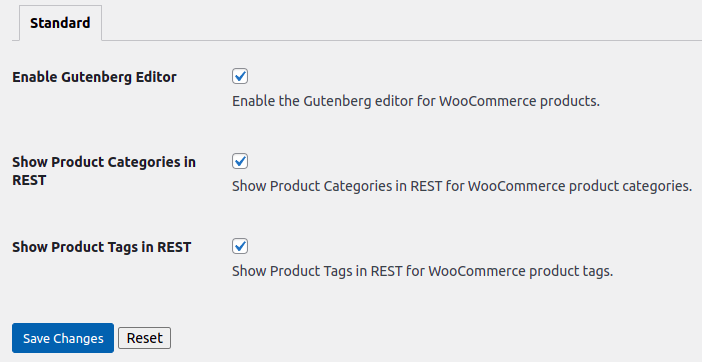 Standard
Enable Gutenberg Editor
Enable the Gutenberg editor for WooCommerce products.
Show Product Categories in
REST
Show Product Categories in REST for WooCommerce product categories.
Show Product Tags in REST
Show Product Tags in REST for WooCommerce product tags.
Save Changes Reset